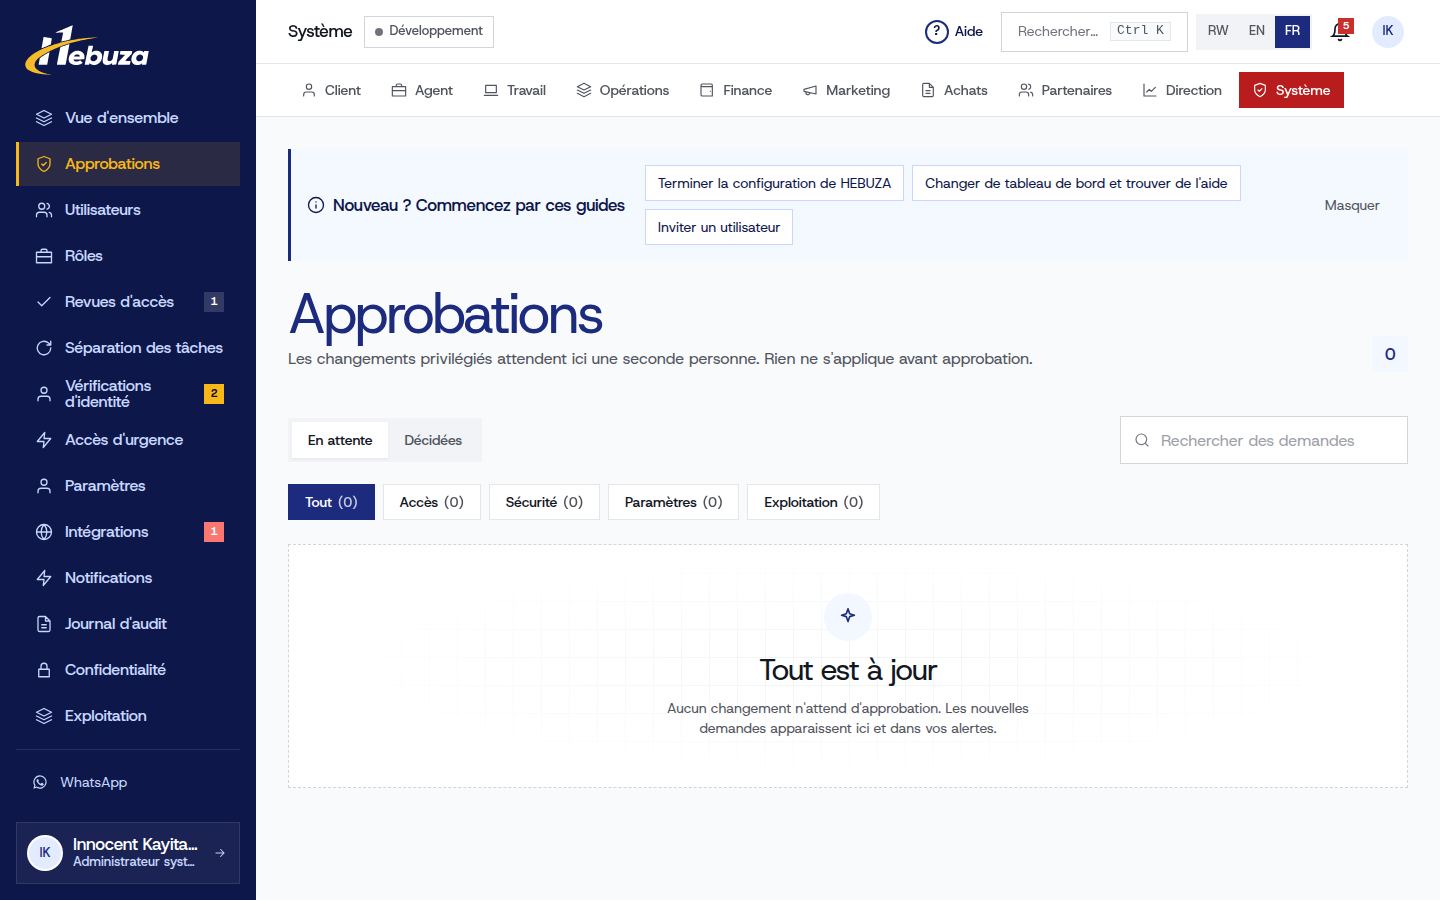 Hebuza
Vue d'ensemble
Approbations
Utilisateurs
Rôles
Revues d'accès 1
Séparation des tâches
Vérifications
d'identité 2
Accès d'urgence
Paramètres
Intégrations 1
Notifications
Journal d'audit
Confidentialité
Exploitation
WhatsApp
IK
Innocent Kayita...
Administrateur syst...
Système
Développement
? Aide
Rechercher... Ctrl K
RW EN FR
5
IK
Client Agent Travail Opérations Finance Marketing Achats Partenaires Direction Système
Nouveau ? Commencez par ces guides
Terminer la configuration de HEBUZA
Changer de tableau de bord et trouver de l'aide
Inviter un utilisateur
Masquer
Approbations
Les changements privilégiés attendent ici une seconde personne. Rien ne s'applique avant approbation.
0
En attente Décidées
Rechercher des demandes
Tout (0) Accès (0) Sécurité (0) Paramètres (0) Exploitation (0)
Tout est à jour
Aucun changement n'attend d'approbation. Les nouvelles
demandes apparaissent ici et dans vos alertes.